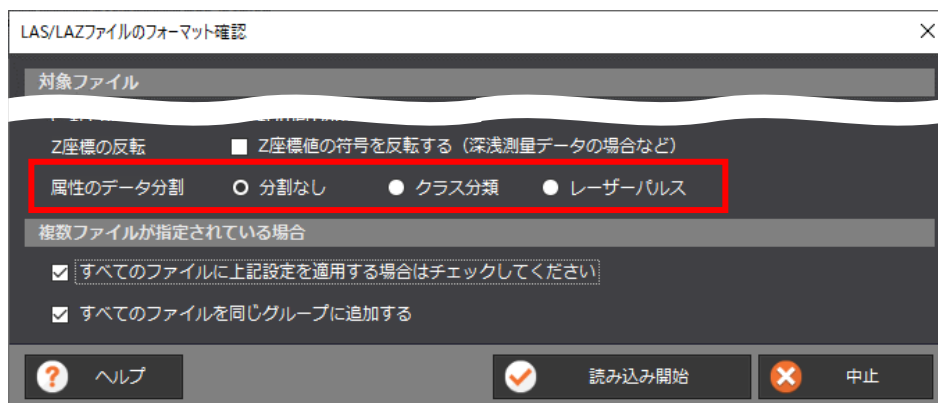 LAS/LAZファイルのフォーマット確認
対象ファイル
Z座標の反転 Z座標値の符号を反転する（深浅測量データの場合など）
属性のデータ分割 分割なし クラス分類 レーザーパルス
複数ファイルが指定されている場合
すべてのファイルに上記設定を適用する場合はチェックしてください
すべてのファイルを同じグループに追加する
ヘルプ 読み込み開始 中止